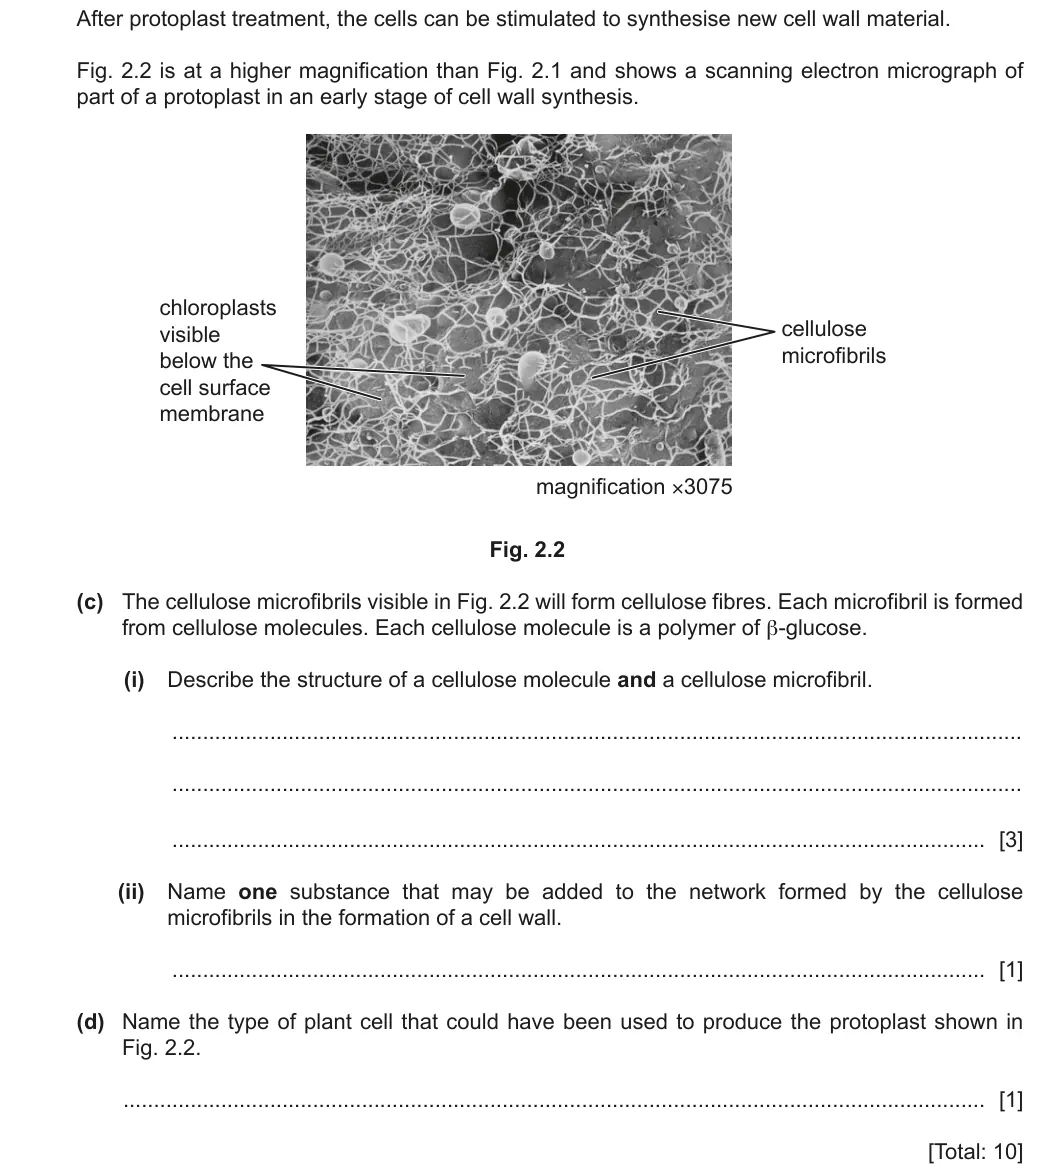 After protoplast treatment, the cells can be stimulated to synthesise new cell wall material.
Fig. 2.2 is at a higher magnification than Fig. 2.1 and shows a scanning electron micrograph of
part of a protoplast in an early stage of cell wall synthesis.
chloroplasts
visible
below the
cell surface
membrane
cellulose
microfibrils
magnification ×3075
Fig. 2.2
(c) The cellulose microfibrils visible in Fig. 2.2 will form cellulose fibres. Each microfibril is formed
from cellulose molecules. Each cellulose molecule is a polymer of β-glucose.
(i) Describe the structure of a cellulose molecule and a cellulose microfibril.
[3]
(ii) Name one substance that may be added to the network formed by the cellulose
microfibrils in the formation of a cell wall.
[1]
(d) Name the type of plant cell that could have been used to produce the protoplast shown in
Fig. 2.2.
[1]
[Total: 10]